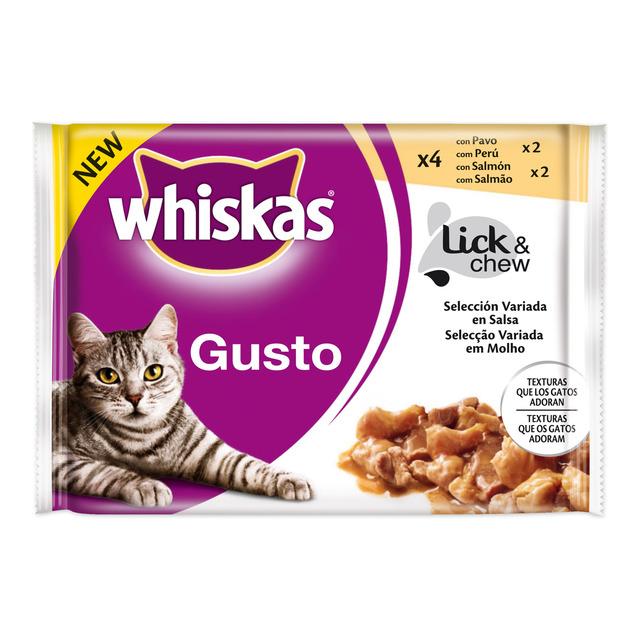 NEW
whiskas®
Gusto
x4
con Pavo
com Perú x2
con Salmón
com Salmão x2
Lick &
chew
Selección Variada
en Salsa
Selecção Variada
em Molho
TEXTURAS
QUE LOS GATOS
ADORAN
TEXTURAS
QUE OS GATOS
ADORAM